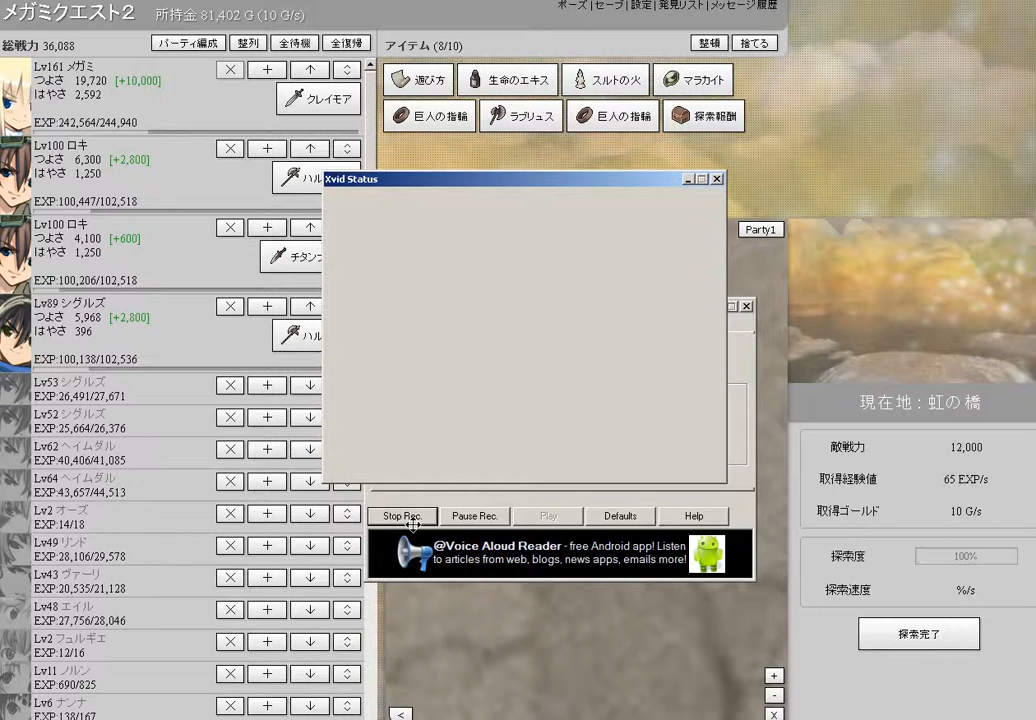 メガミクエスト2 所持金 81,402 G (10 G/s)
ポーズ | セーブ | 設定 | 発見リスト | メッセージ履歴
総戦力 36,088 パーティ編成 整列 全待機 全復帰
アイテム (8/10) 整頓 捨てる
遊び方 生命のエキス スルトの火 マラカイト
巨人の指輪 ラブリュス 巨人の指輪 探索報酬
Lv161 メガミ
つよさ 19,720 [+10,000]
はやさ 2,592
クレイモア
EXP:242,564/244,940
Lv100 ロキ
つよさ 6,300 [+2,800]
はやさ 1,250
EXP:100,447/102,518
Lv100 ロキ
つよさ 4,100 [+600]
はやさ 1,250
EXP:100,206/102,518
Lv89 シグルズ
つよさ 5,968 [+2,800]
はやさ 396
EXP:100,138/102,536
Lv53 シグルズ
EXP:26,491/27,671
Lv52 シグルズ
EXP:25,664/26,376
Lv62 ヘイムダル
EXP:40,406/41,085
Lv64 ヘイムダル
EXP:43,657/44,513
Lv2 オーズ
EXP:14/18
Lv49 リンド
EXP:28,106/29,578
Lv43 ヴァーリ
EXP:20,535/21,128
Lv48 エイル
EXP:27,756/28,046
Lv2 フュルギエ
EXP:12/16
Lv11 ノルン
EXP:690/825
Lv6 ナンナ
EXP:138/167
Xvid Status
Party1
Stop Rec. Pause Rec. Play Defaults Help
@Voice Aloud Reader - free Android app! Listen
to articles from web, blogs, news apps, emails more!
現在地 : 虹の橋
敵戦力 12,000
取得経験値 65 EXP/s
取得ゴールド 10 G/s
探索度 100%
探索速度 %/s
探索完了